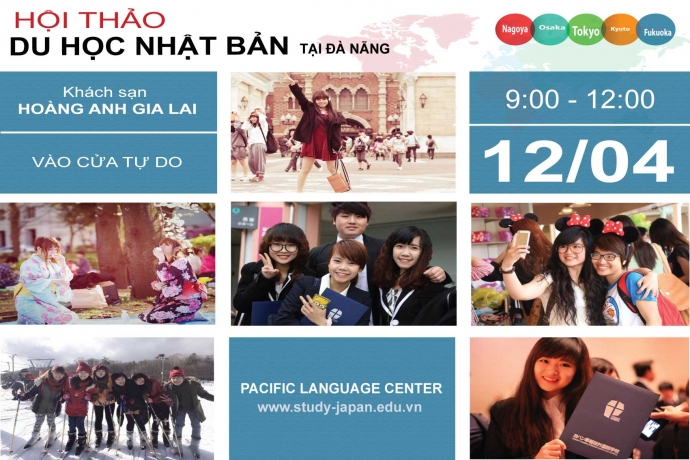 HỘI THẢO
DU HỌC NHẬT BẢN TẠI ĐÀ NẴNG
Nagoya Osaka Tokyo Kyoto Fukuoka
Khách sạn
HOÀNG ANH GIA LAI
VÀO CỬA TỰ DO
9:00 - 12:00
12/04
PACIFIC LANGUAGE CENTER
www.study-japan.edu.vn